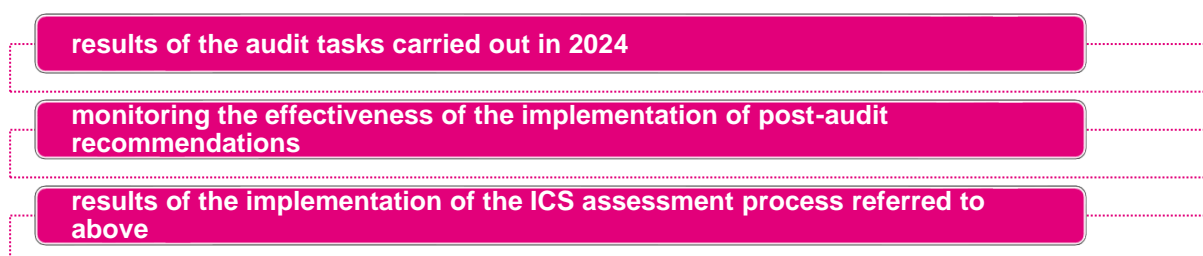 results of the audit tasks carried out in 2024
monitoring the effectiveness of the implementation of post-audit
recommendations
results of the implementation of the ICS assessment process referred to
above